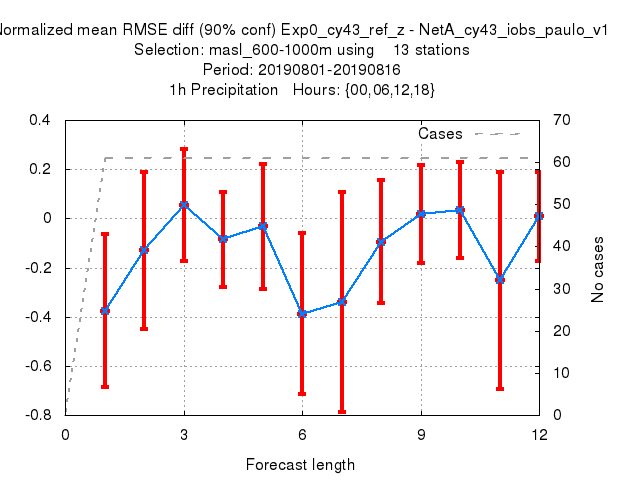 Normalized mean RMSE diff (90% conf) Exp0_cy43_ref_z - NetA_cy43_iobs_paulo_v1
Selection: masl_600-1000m using 13 stations
Period: 20190801-20190816
1h Precipitation Hours: {00,06,12,18}
Cases
0.4
0.2
0
-0.2
-0.4
-0.6
-0.8
70
60
50
40
30
20
10
0
No cases
0 3 6 9 12
Forecast length